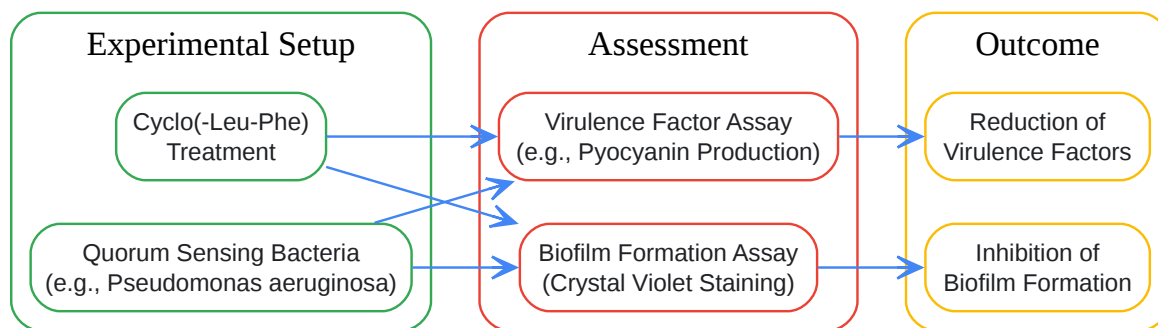 Experimental Setup
Cyclo(-Leu-Phe)
Treatment
Quorum Sensing Bacteria
(e.g., Pseudomonas aeruginosa)
Assessment
Virulence Factor Assay
(e.g., Pyocyanin Production)
Biofilm Formation Assay
(Crystal Violet Staining)
Outcome
Reduction of
Virulence Factors
Inhibition of
Biofilm Formation